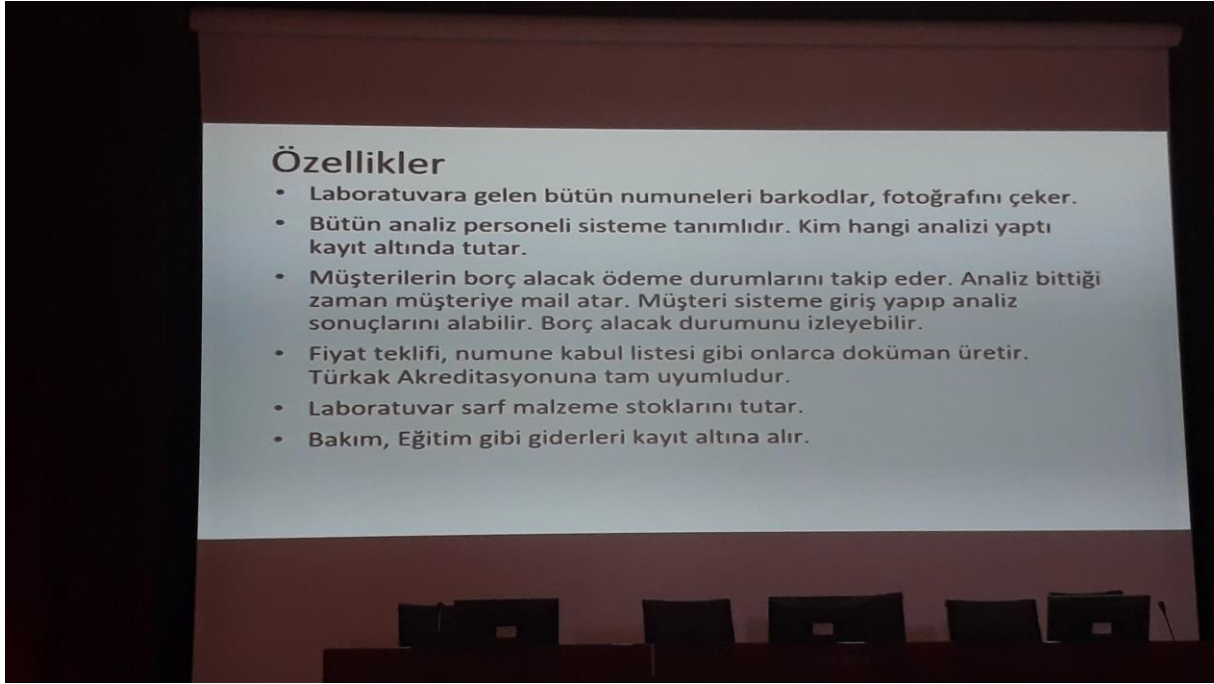 Özellikler
• Laboratuvara gelen bütün numuneleri barkodlar, fotoğrafını çeker.
• Bütün analiz personeli sisteme tanımlıdır. Kim hangi analizi yaptı
kayıt altında tutar.
• Müşterilerin borç alacak ödeme durumlarını takip eder. Analiz bittiği
zaman müşteriye mail atar. Müşteri sisteme giriş yapıp analiz
sonuçlarını alabilir. Borç alacak durumunu izleyebilir.
• Fiyat teklifi, numune kabul listesi gibi onlarca doküman üretir.
Türkak Akreditasyonuna tam uyumludur.
• Laboratuvar sarf malzeme stoklarını tutar.
• Bakım, Eğitim gibi giderleri kayıt altına alır.